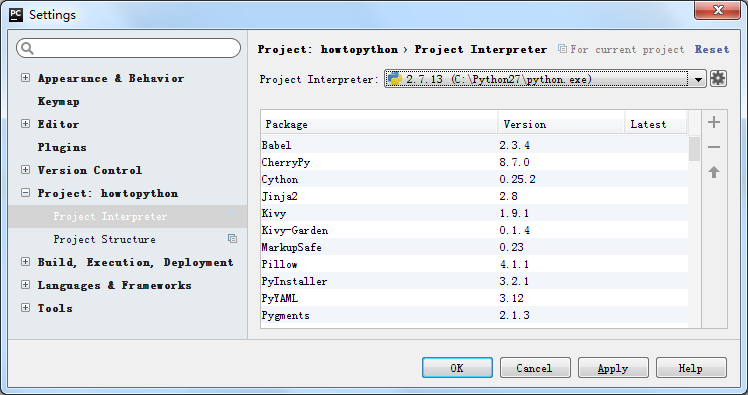 PC Settings
Project: howtopython › Project Interpreter For current project Reset
Appearance & Behavior
Keymap
Editor
Plugins
Version Control
Project: howtopython
Project Interpreter
Project Structure
Build, Execution, Deployment
Languages & Frameworks
Tools
Project Interpreter: 2.7.13 (C:\Python27\python.exe)
Package Version Latest
Babel 2.3.4
CherryPy 8.7.0
Cython 0.25.2
Jinja2 2.8
Kivy 1.9.1
Kivy-Garden 0.1.4
MarkupSafe 0.23
Pillow 4.1.1
PyInstaller 3.2.1
PyYAML 3.12
Pygments 2.1.3
OK Cancel Apply Help